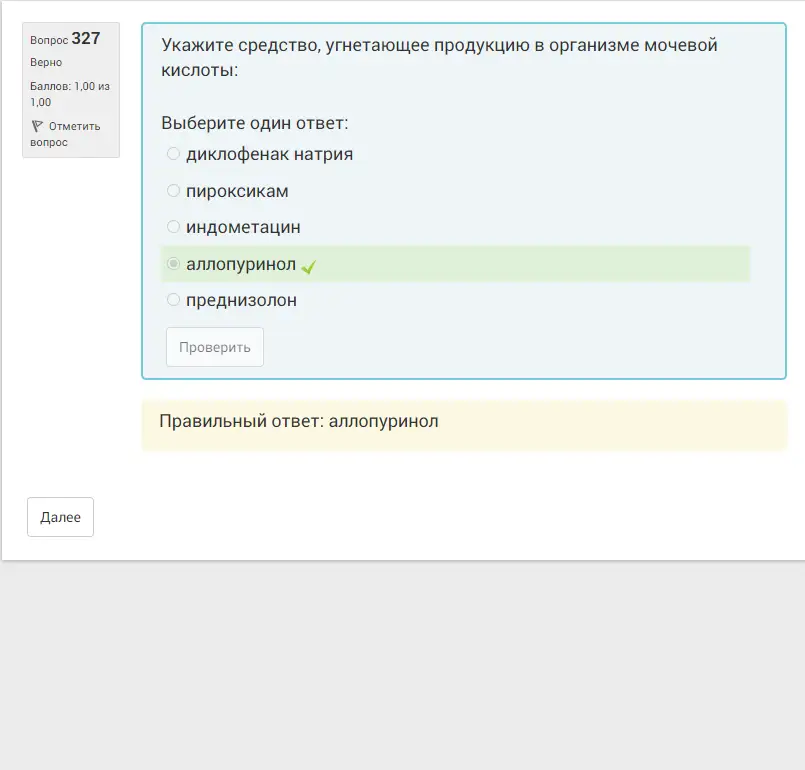 Вопрос 327
Верно
Баллов: 1,00 из
1,00
Отметить
вопрос
Укажите средство, угнетающее продукцию в организме мочевой
кислоты:
Выберите один ответ:
диклофенак натрия
пироксикам
индометацин
аллопуринол
преднизолон
Проверить
Правильный ответ: аллопуринол
Далее